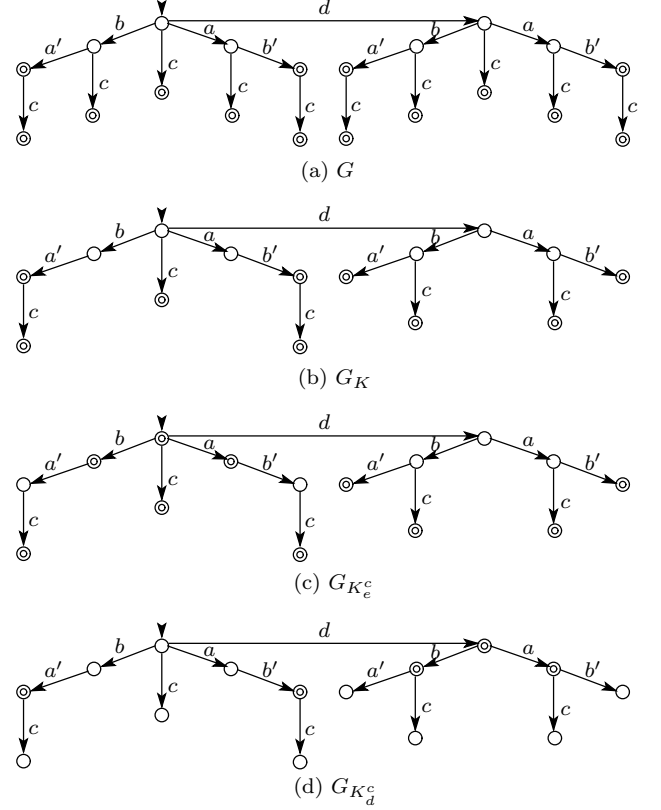 d
b a b a
a′ b′ a′ b′
c c
c c c c
c c c c
(a) G
d
b a b a
a′ b′ a′ b′
c
c c c c
(b) G_K
d
b a b a
a′ b′ a′ b′
c
c c c c
(c) G_{K_e^c}
d
b a b a
a′ b′ a′ b′
c
c c c c
(d) G_{K_d^c}